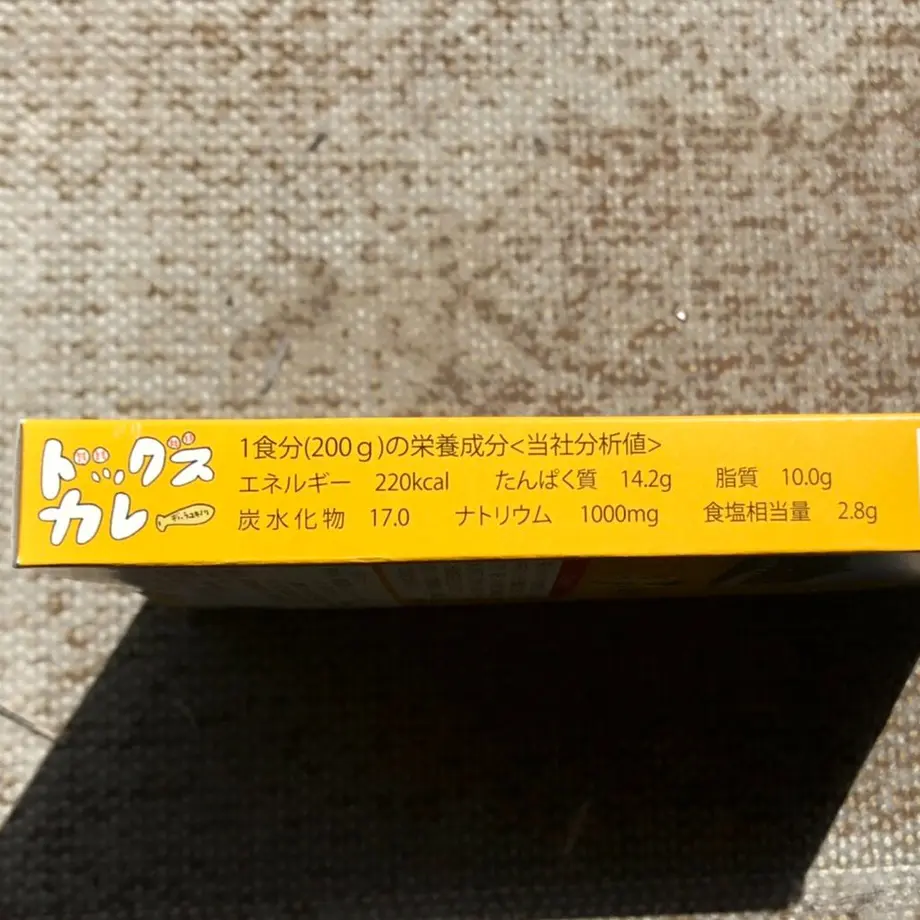 ドッグス
カレー
1食分(200g)の栄養成分<当社分析値>
エネルギー 220kcal たんぱく質 14.2g 脂質 10.0g
炭水化物 17.0 ナトリウム 1000mg 食塩相当量 2.8g